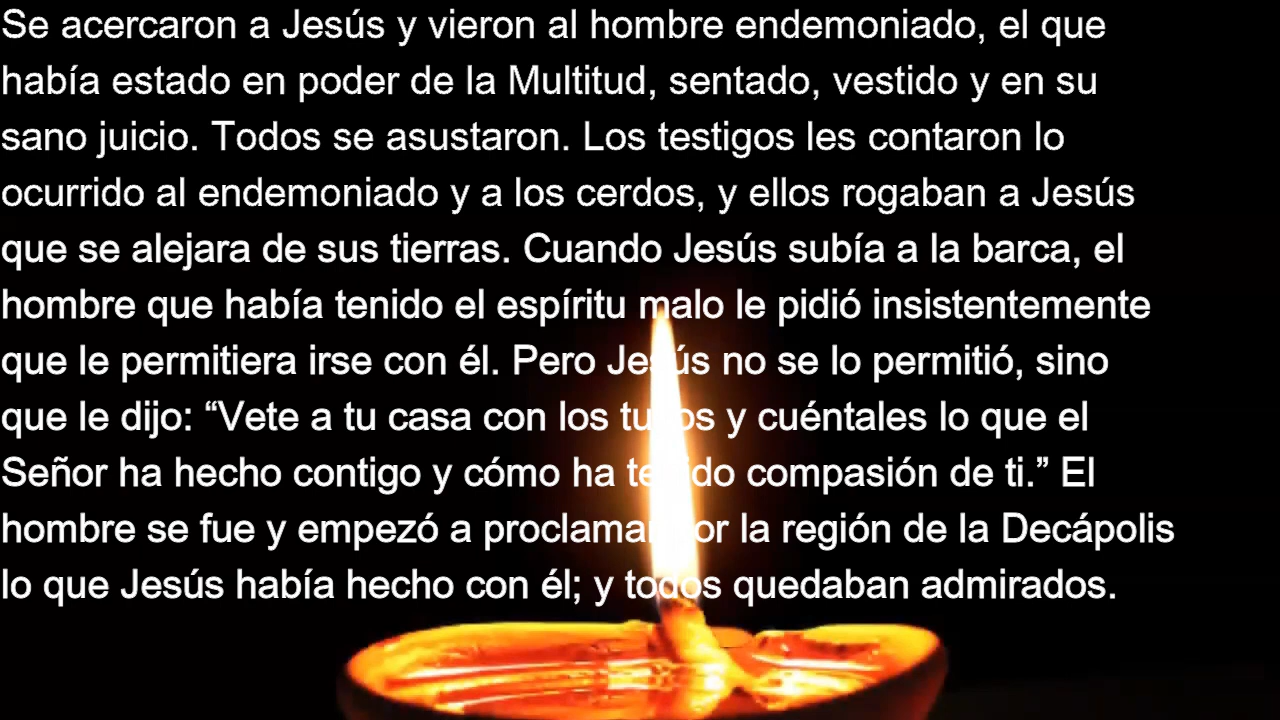 Se acercaron a Jesús y vieron al hombre endemoniado, el que
había estado en poder de la Multitud, sentado, vestido y en su
sano juicio. Todos se asustaron. Los testigos les contaron lo
ocurrido al endemoniado y a los cerdos, y ellos rogaban a Jesús
que se alejara de sus tierras. Cuando Jesús subía a la barca, el
hombre que había tenido el espíritu malo le pidió insistentemente
que le permitiera irse con él. Pero Jesús no se lo permitió, sino
que le dijo: “Vete a tu casa con los tuyos y cuéntales lo que el
Señor ha hecho contigo y cómo ha tenido compasión de ti.” El
hombre se fue y empezó a proclamar por la región de la Decápolis
lo que Jesús había hecho con él; y todos quedaban admirados.